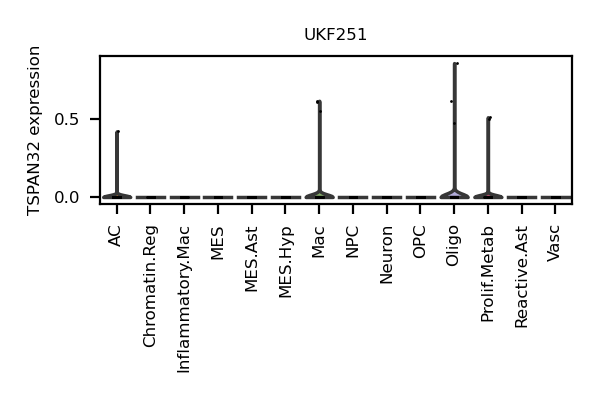 UKF251
TSPAN32 expression
0.5
0.0
AC
Chromatin.Reg
Inflammatory.Mac
MES
MES.Ast
MES.Hyp
Mac
NPC
Neuron
OPC
Oligo
Prolif.Metab
Reactive.Ast
Vasc